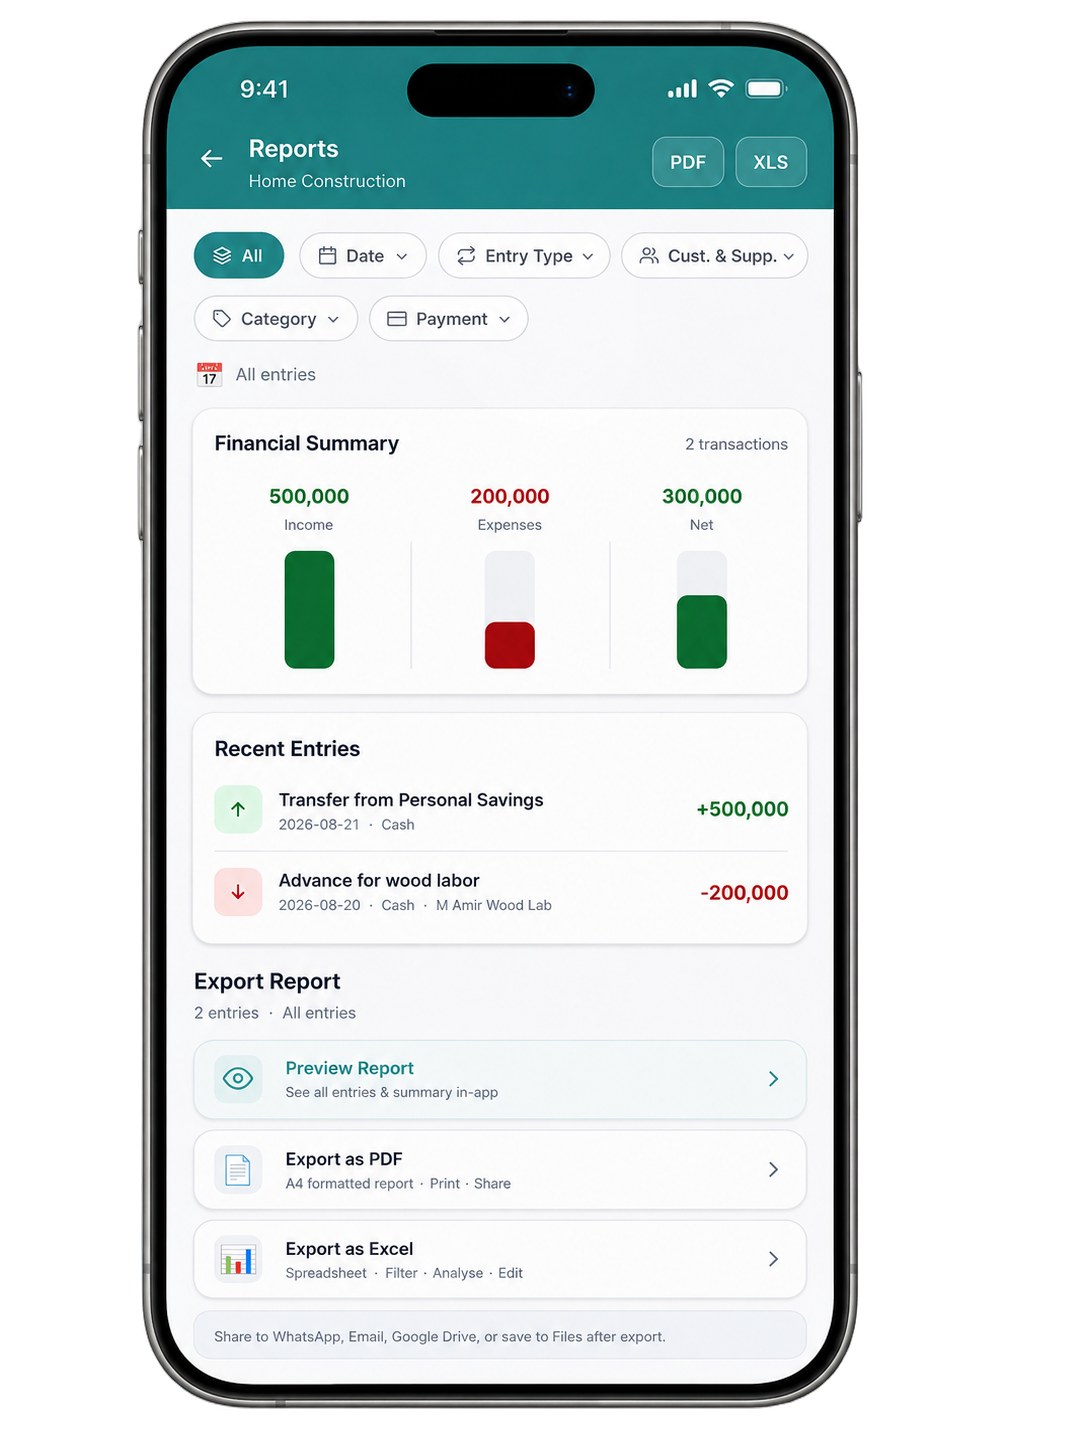 9:41
Reports
Home Construction
PDF
XLS
All
Date
Entry Type
Cust. & Supp.
Category
Payment
17
All entries
Financial Summary
2 transactions
500,000
Income
200,000
Expenses
300,000
Net
Recent Entries
Transfer from Personal Savings
2026-08-21 · Cash
+500,000
Advance for wood labor
2026-08-20 · Cash · M Amir Wood Lab
-200,000
Export Report
2 entries · All entries
Preview Report
See all entries & summary in-app
Export as PDF
A4 formatted report · Print · Share
Export as Excel
Spreadsheet · Filter · Analyse · Edit
Share to WhatsApp, Email, Google Drive, or save to Files after export.